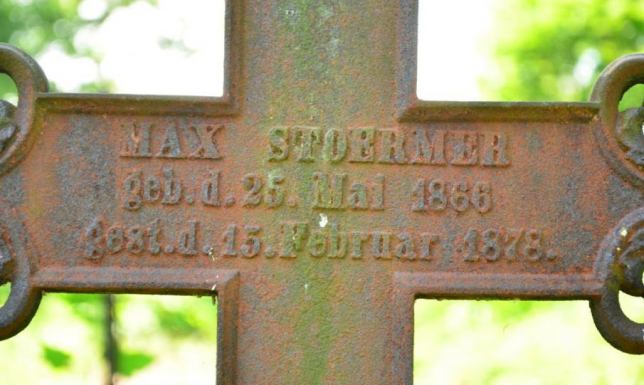 MAX STOERMER
geb. d. 25. Mai 1866
gest. d. 15. Februar 1878.